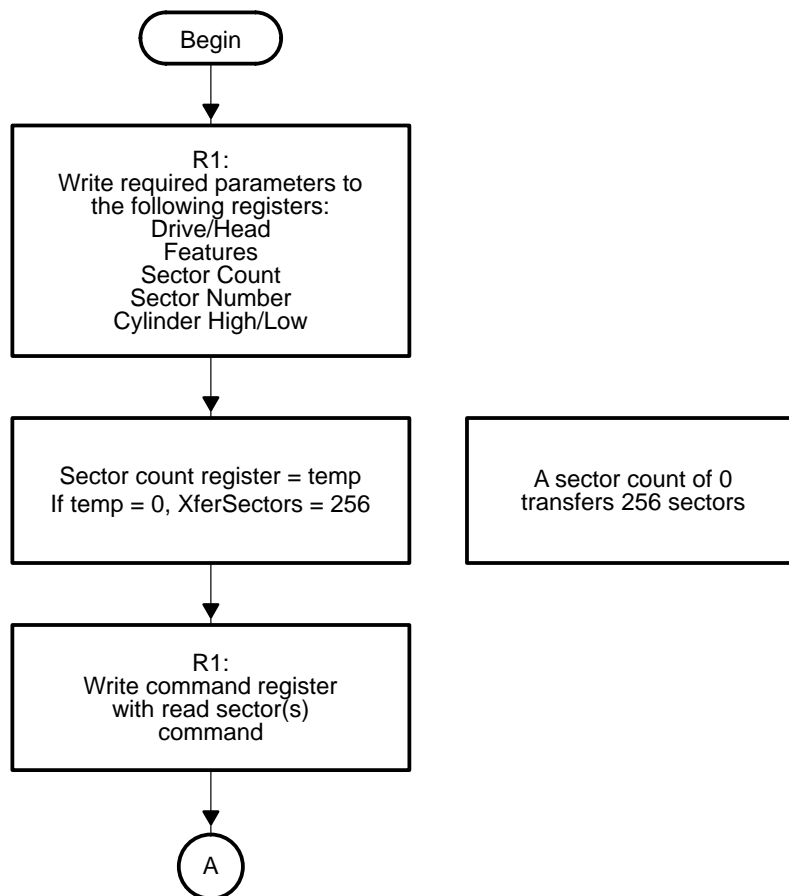 Begin
R1:
Write required parameters to
the following registers:
Drive/Head
Features
Sector Count
Sector Number
Cylinder High/Low
Sector count register = temp
If temp = 0, XferSectors = 256
A sector count of 0
transfers 256 sectors
R1:
Write command register
with read sector(s)
command
A